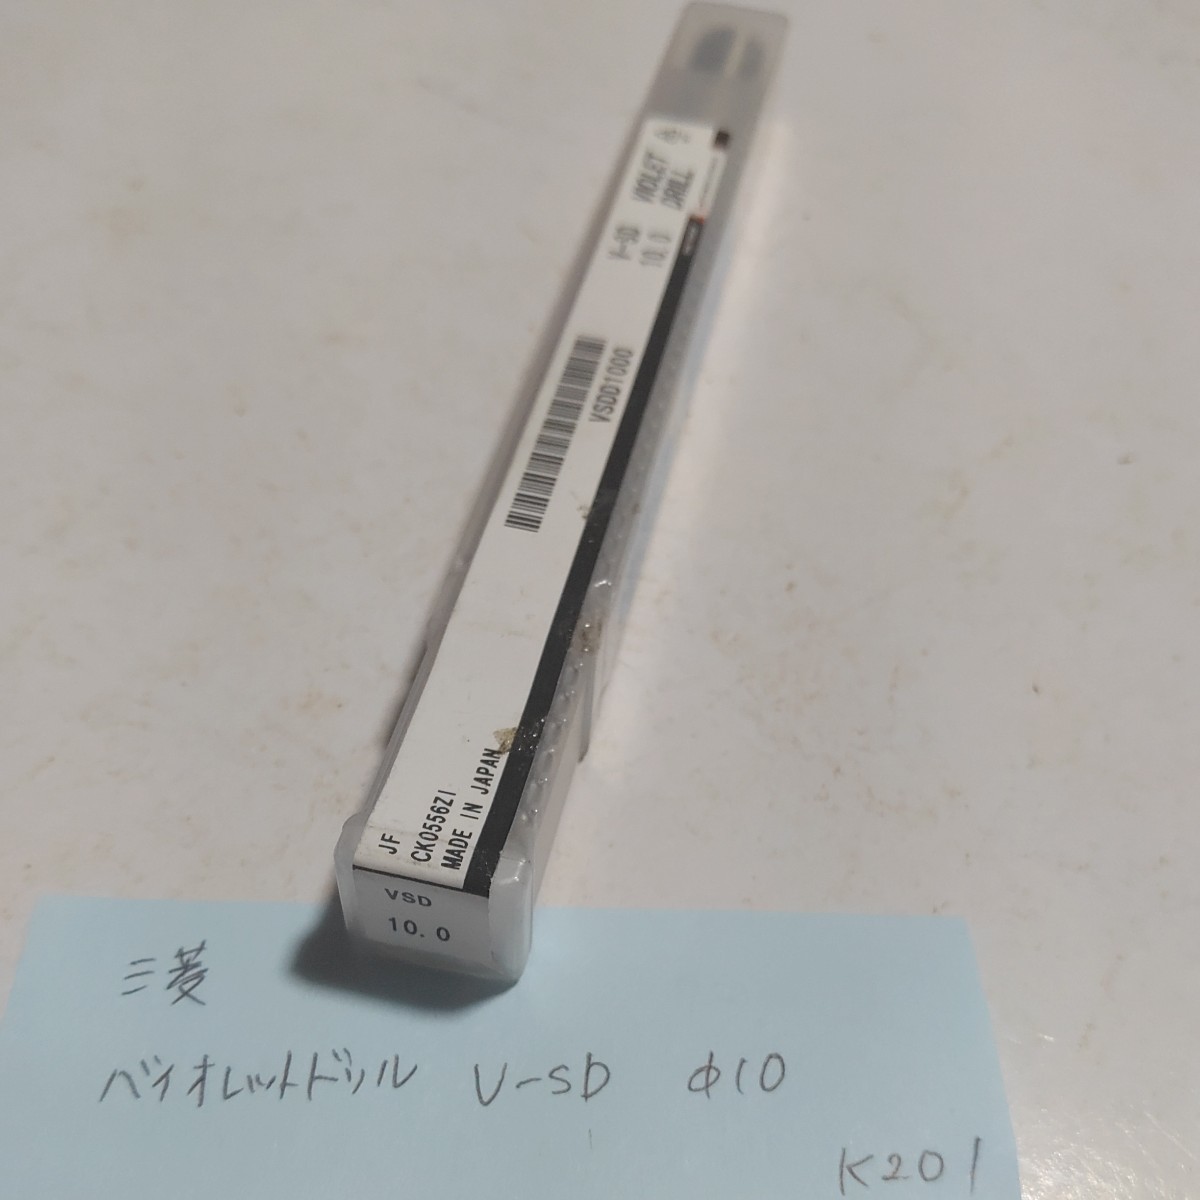 VIOLET
DRILL
V-SD
10.0
VSDD1000
JF
CK0556ZI
MADE IN JAPAN
VSD
10.0
三菱
バイオレットドリル V-SD φ10
K201